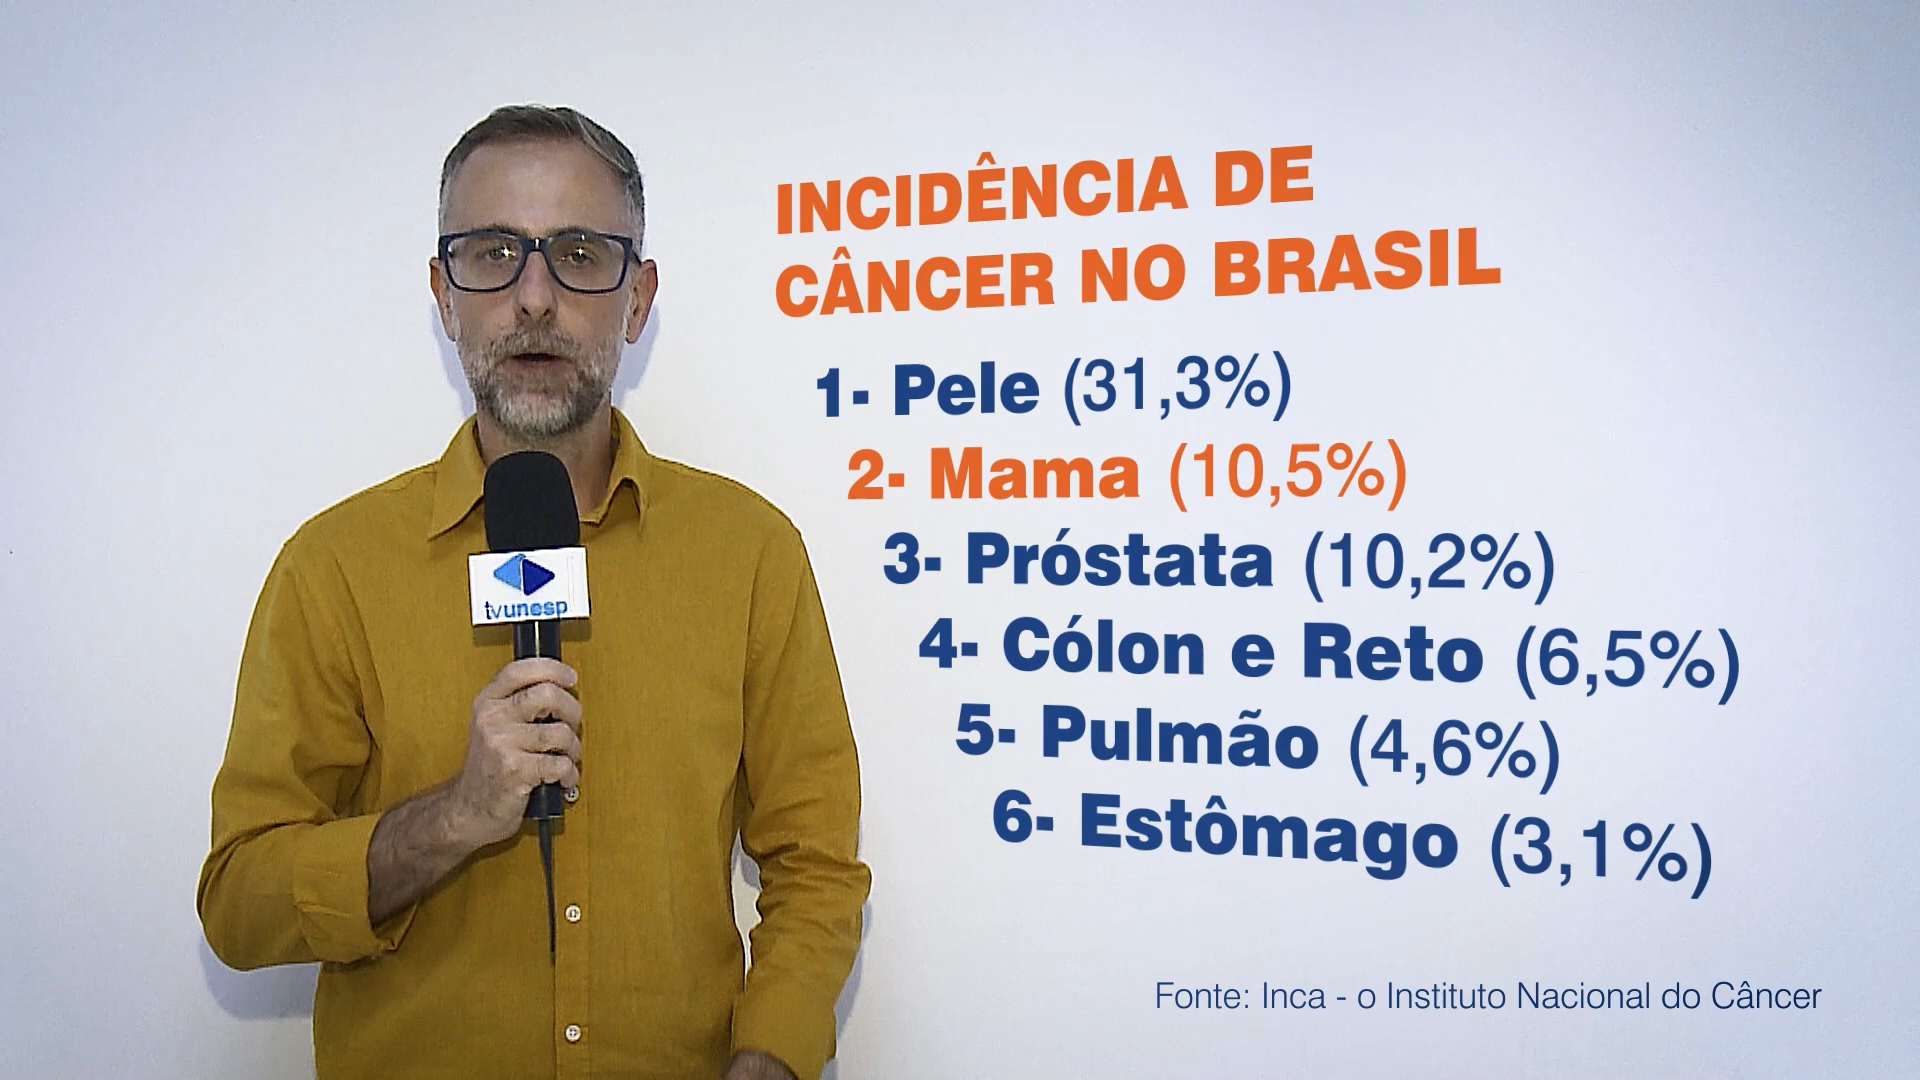 INCIDÊNCIA DE
CÂNCER NO BRASIL
1- Pele (31,3%)
2- Mama (10,5%)
3- Próstata (10,2%)
4- Cólon e Reto (6,5%)
5- Pulmão (4,6%)
6- Estômago (3,1%)
tvunesp
Fonte: Inca - o Instituto Nacional do Câncer